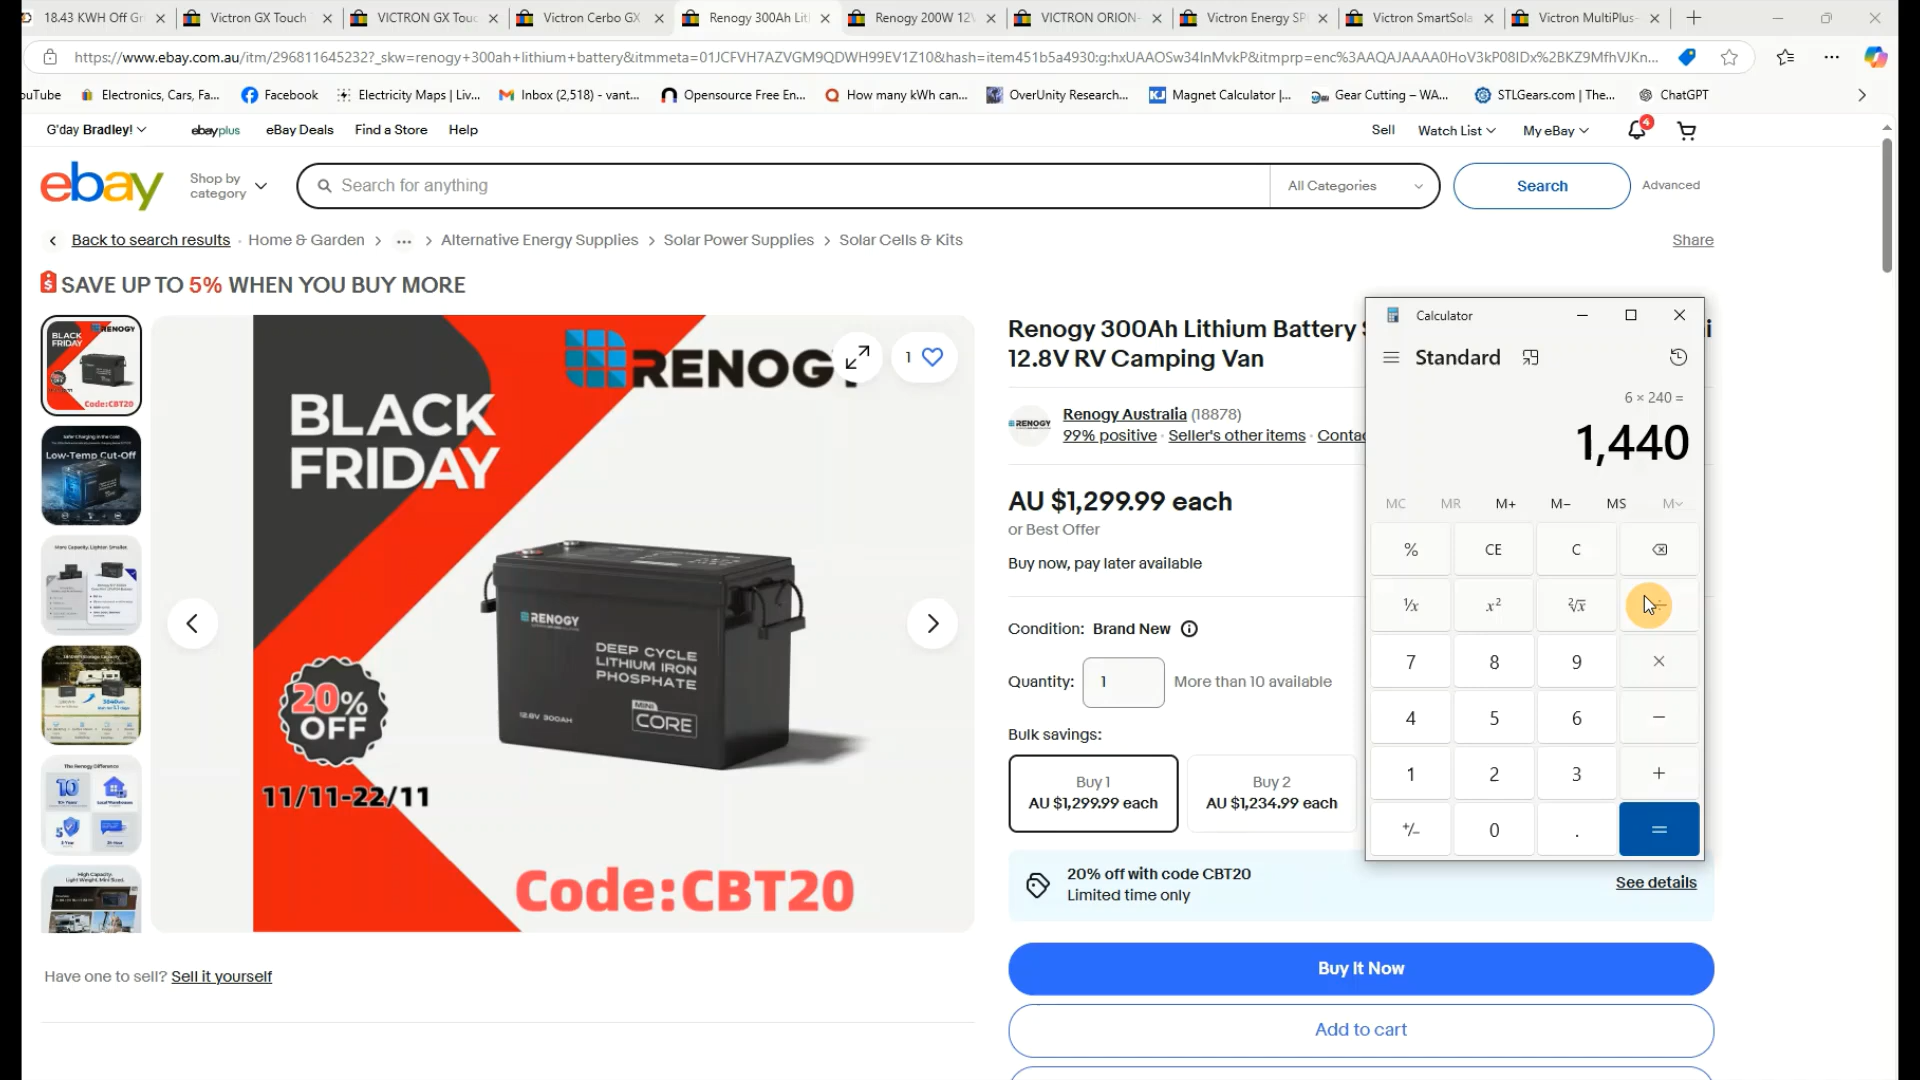 18.43 KWH Off Gr
Victron GX Touch
VICTRON GX Touc
Victron Cerbo GX
Renogy 300Ah Lit
Renogy 200W 12V
VICTRON ORION-
Victron Energy SP
Victron SmartSola
Victron MultiPlus-
https://www.ebay.com.au/itm/296811645232?_skw=renogy+300ah+lithium+battery&itmmeta=01JCFVH7AZVGM9QDWH99EV1Z10&hash=item451b5a4930:g:hxUAAOSw34InMvkP&itmprp=enc%3AAQAJAAAA0HoV3kP08IDx%2BKZ9MfhVJKn...
ouTube
Electronics, Cars, Fa...
Facebook
Electricity Maps | Liv...
Inbox (2,518) - vant...
Opensource Free En...
How many kWh can...
OverUnity Research...
Magnet Calculator |...
Gear Cutting – WA...
STLGears.com | The...
ChatGPT
G'day Bradley!
ebayplus
eBay Deals
Find a Store
Help
Sell
Watch List
My eBay
4
ebay
Shop by category
Search for anything
All Categories
Search
Advanced
Back to search results
Home & Garden
...
Alternative Energy Supplies
Solar Power Supplies
Solar Cells & Kits
Share
SAVE UP TO 5% WHEN YOU BUY MORE
RENOGY
BLACK
FRIDAY
1
RENOGY
DEEP CYCLE
LITHIUM IRON
PHOSPHATE
12.8V 300AH
MINI
CORE
20%
OFF
11/11-22/11
Code:CBT20
BLACK
FRIDAY
RENOGY
Code:CBT20
Low-Temp Cut-Off
Renogy 300Ah Lithium Battery
12.8V RV Camping Van
Renogy Australia (18878)
99% positive · Seller's other items · Contac
AU $1,299.99 each
or Best Offer
Buy now, pay later available
Condition: Brand New
Quantity: 1 More than 10 available
Bulk savings:
Buy 1
AU $1,299.99 each
Buy 2
AU $1,234.99 each
20% off with code CBT20
Limited time only
See details
Buy It Now
Add to cart
Have one to sell? Sell it yourself
Calculator
Standard
6 × 240 =
1,440
MC MR M+ M− MS M
% CE C
¹/x x² ²√x ÷
7 8 9 ×
4 5 6 −
1 2 3 +
+/− 0 . =